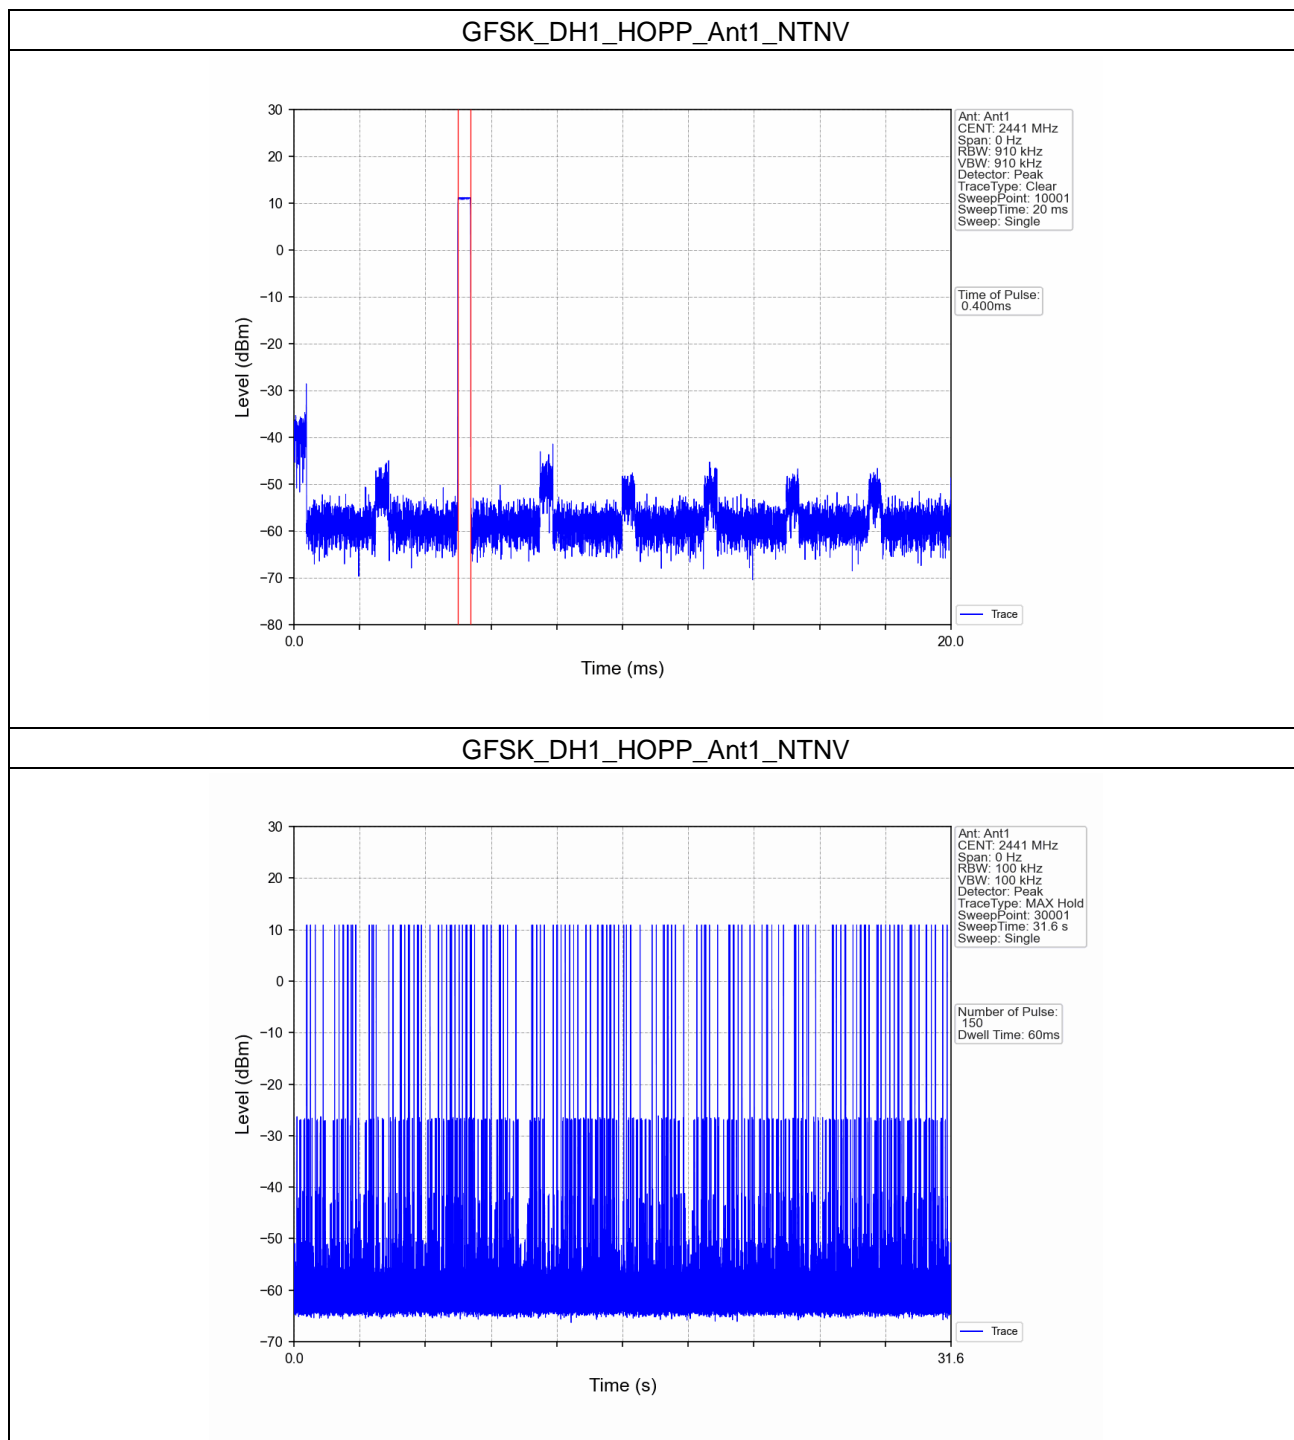 GFSK_DH1_HOPP_Ant1_NTNV
30
20
10
0
−10
−20
−30
−40
−50
−60
−70
−80
Level (dBm)
0.0
20.0
Time (ms)
Ant: Ant1
CENT: 2441 MHz
Span: 0 Hz
RBW: 910 kHz
VBW: 910 kHz
Detector: Peak
TraceType: Clear
SweepPoint: 10001
SweepTime: 20 ms
Sweep: Single
Time of Pulse:
0.400ms
Trace
GFSK_DH1_HOPP_Ant1_NTNV
30
20
10
0
−10
−20
−30
−40
−50
−60
−70
Level (dBm)
0.0
31.6
Time (s)
Ant: Ant1
CENT: 2441 MHz
Span: 0 Hz
RBW: 100 kHz
VBW: 100 kHz
Detector: Peak
TraceType: MAX Hold
SweepPoint: 30001
SweepTime: 31.6 s
Sweep: Single
Number of Pulse:
150
Dwell Time: 60ms
Trace